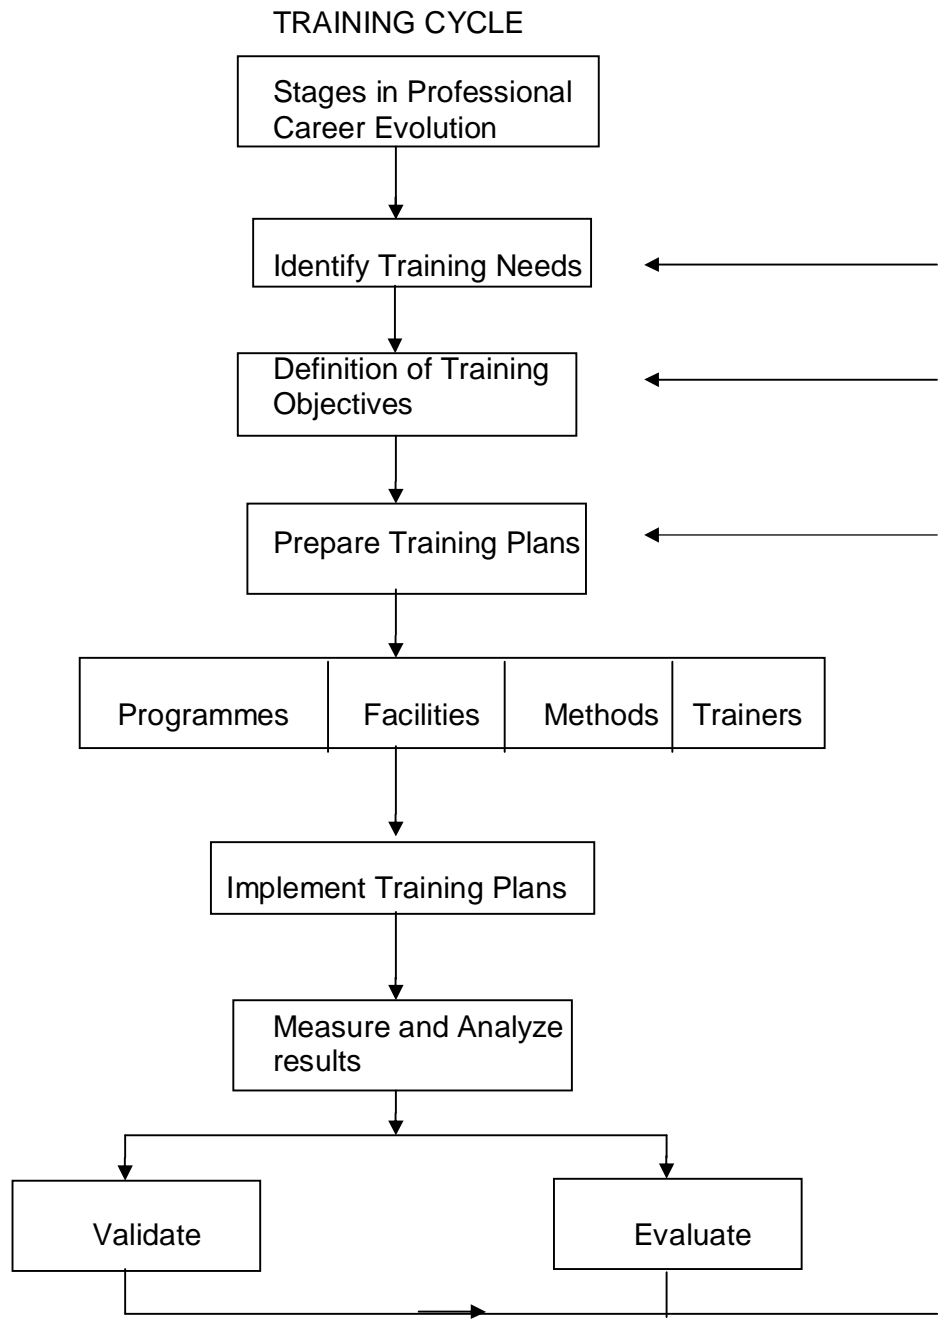 TRAINING CYCLE
Stages in Professional
Career Evolution
Identify Training Needs
Definition of Training
Objectives
Prepare Training Plans
Programmes Facilities Methods Trainers
Implement Training Plans
Measure and Analyze
results
Validate Evaluate